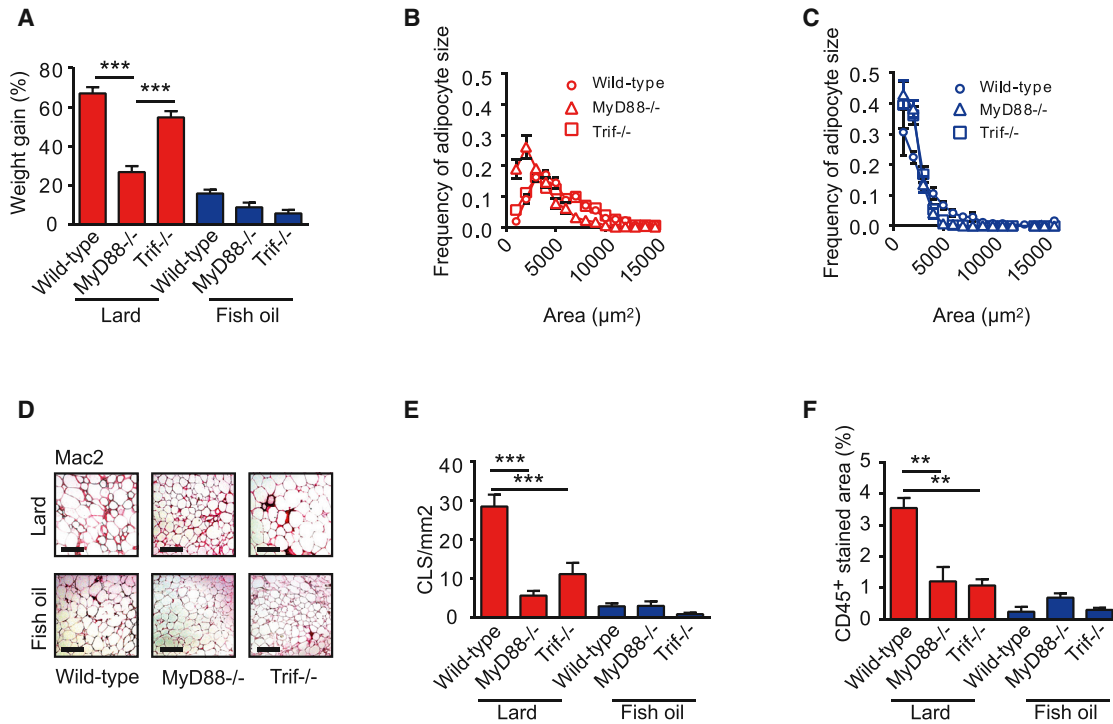 A
Weight gain (%)
80
60
40
20
0
***
***
Wild-type
MyD88-/-
Trif-/-
Wild-type
MyD88-/-
Trif-/-
Lard
Fish oil
B
Frequency of adipocyte size
0.5
0.4
0.3
0.2
0.1
0.0
Wild-type
MyD88-/-
Trif-/-
0
5000
10000
15000
Area (µm²)
C
Frequency of adipocyte size
0.5
0.4
0.3
0.2
0.1
0.0
Wild-type
MyD88-/-
Trif-/-
0
5000
10000
15000
Area (µm²)
D
Mac2
Lard
Fish oil
Wild-type
MyD88-/-
Trif-/-
E
CLS/mm2
40
30
20
10
0
***
***
Wild-type
MyD88-/-
Trif-/-
Wild-type
MyD88-/-
Trif-/-
Lard
Fish oil
F
CD45⁺ stained area (%)
5
4
3
2
1
0
**
**
Wild-type
MyD88-/-
Trif-/-
Wild-type
MyD88-/-
Trif-/-
Lard
Fish oil